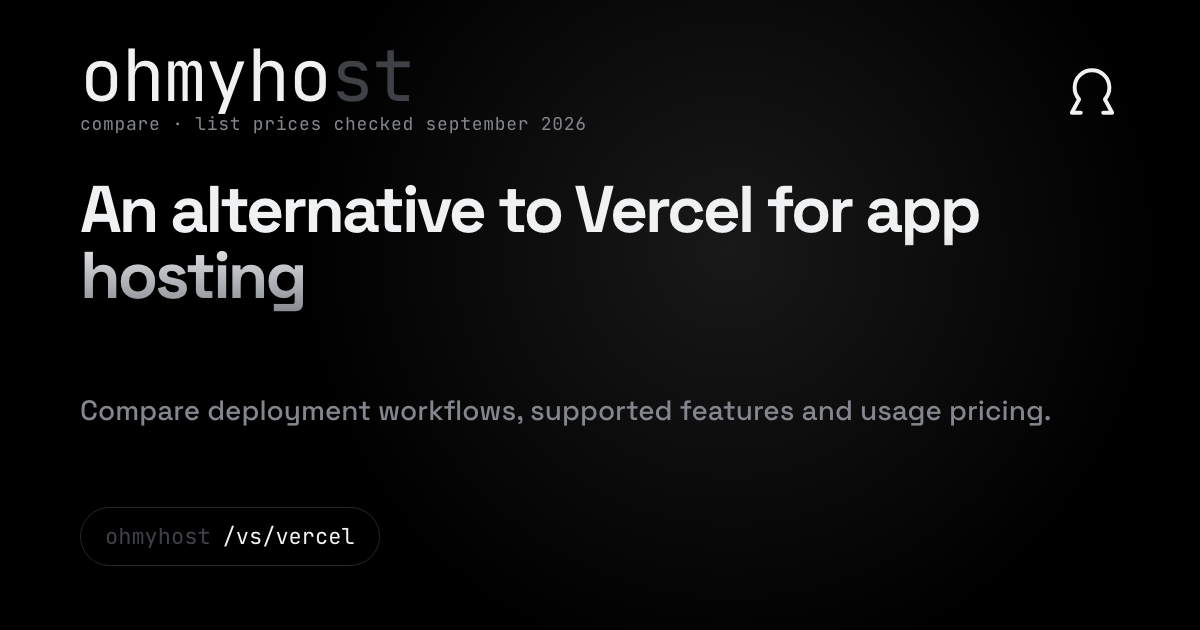 ohmyhost
compare · list prices checked september 2026
An alternative to Vercel for app
hosting
Compare deployment workflows, supported features and usage pricing.
ohmyhost /vs/vercel